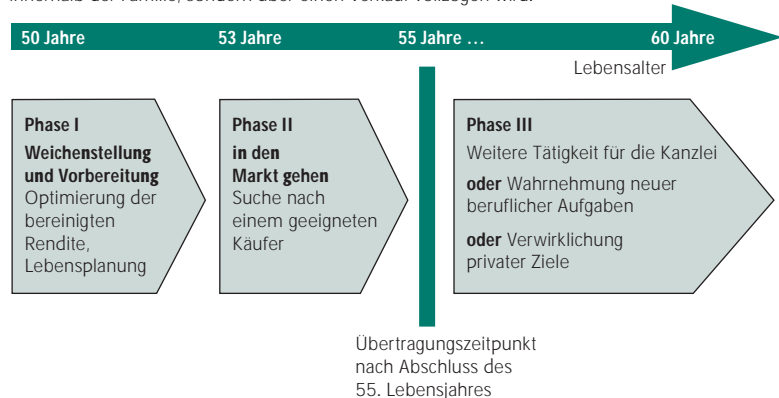 innerhalb der Familie, sondern über einen Verkauf vollzogen wird.
50 Jahre
53 Jahre
55 Jahre …
60 Jahre
Lebensalter
Phase I
Weichenstellung
und Vorbereitung
Optimierung der
bereinigten
Rendite,
Lebensplanung
Phase II
in den
Markt gehen
Suche nach
einem geeigneten
Käufer
Phase III
Weitere Tätigkeit für die Kanzlei
oder Wahrnehmung neuer
beruflicher Aufgaben
oder Verwirklichung
privater Ziele
Übertragungszeitpunkt
nach Abschluss des
55. Lebensjahres